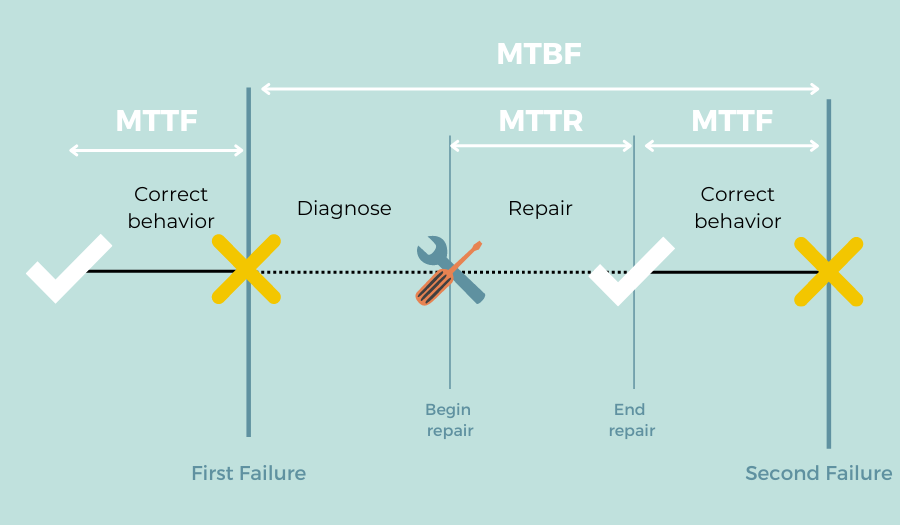 MTBF
MTTF
MTTR
MTTF
Correct
behavior
Diagnose
Repair
Correct
behavior
Begin
repair
End
repair
First Failure
Second Failure